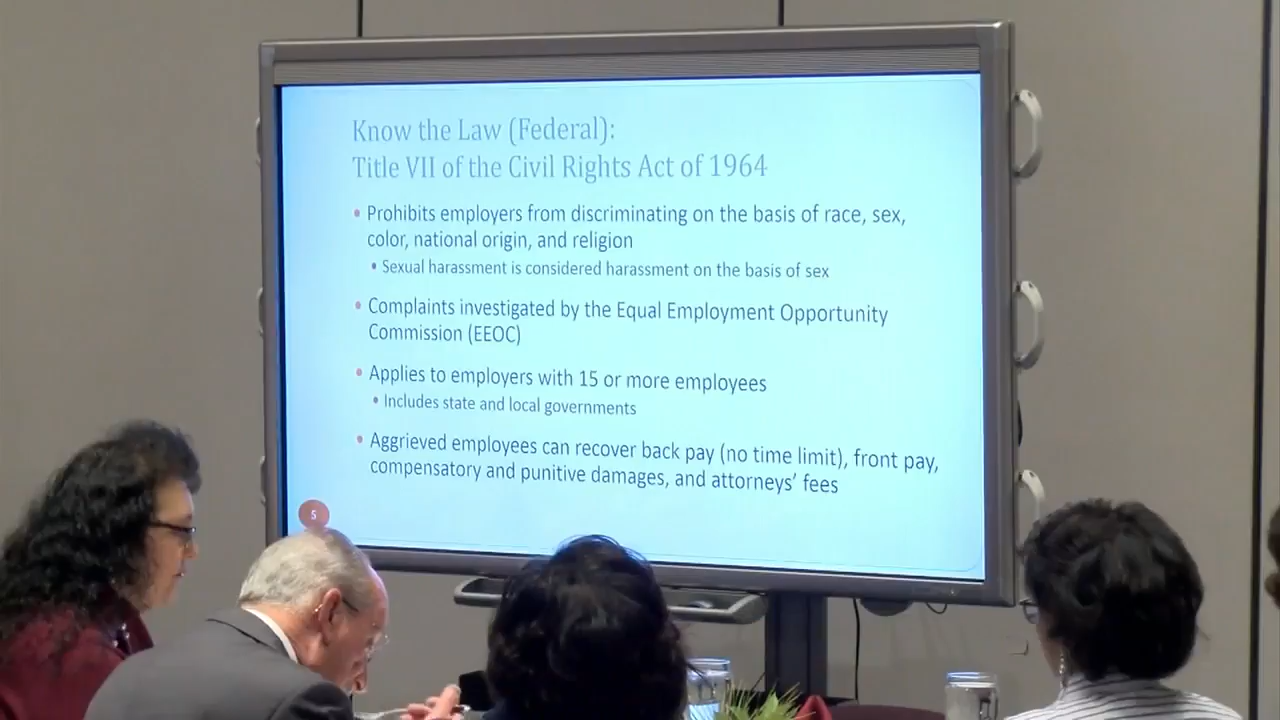 Know the Law (Federal):
Title VII of the Civil Rights Act of 1964
• Prohibits employers from discriminating on the basis of race, sex,
color, national origin, and religion
• Sexual harassment is considered harassment on the basis of sex
• Complaints investigated by the Equal Employment Opportunity
Commission (EEOC)
• Applies to employers with 15 or more employees
• Includes state and local governments
• Aggrieved employees can recover back pay (no time limit), front pay,
compensatory and punitive damages, and attorneys’ fees
5